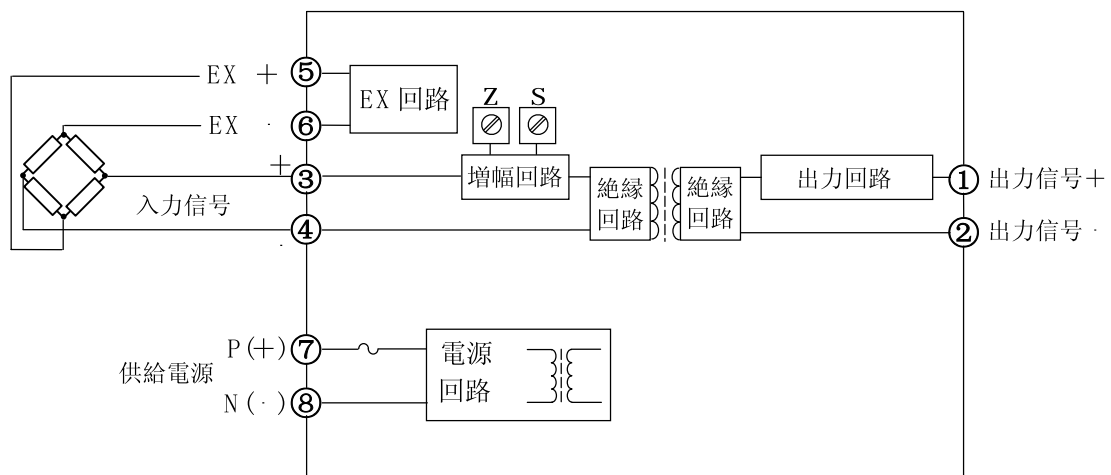 EX +
⑤
EX 回路
EX -
⑥
Z
S
+
③
増幅回路
絶縁
回路
絶縁
回路
出力回路
①
出力信号+
入力信号
④
-
②
出力信号-
供給電源
P(+)
⑦
電源
回路
N(-)
⑧